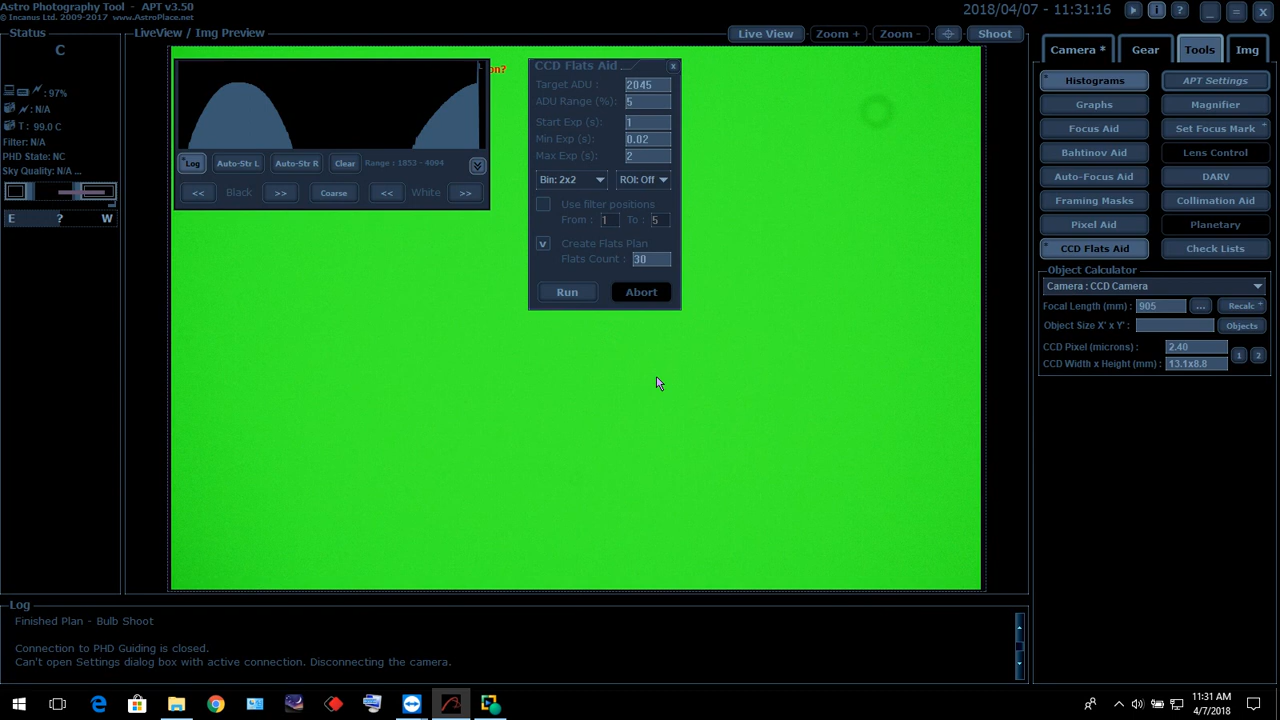 Astro Photography Tool - APT v3.50
© Incanus Ltd. 2009-2017 www.AstroPlace.net
2018/04/07 - 11:31:16
i ? _ = X
Status
C
: 97%
: N/A
T: 99.0 C
Filter: N/A
PHD State: NC
Sky Quality: N/A ...
E ? W
LiveView / Img Preview
Live View Zoom + Zoom - Shoot
on?
L
Log Auto-Str L Auto-Str R Clear Range : 1853 - 4094
<< Black >> Coarse << White >>
CCD Flats Aid x
Target ADU : 2045
ADU Range (%): 5
Start Exp (s): 1
Min Exp (s): 0.02
Max Exp (s): 2
Bin: 2x2 ROI: Off
Use filter positions
From : 1 To : 5
v Create Flats Plan
Flats Count : 30
Run Abort
Camera * Gear Tools Img
Histograms APT Settings
Graphs Magnifier
Focus Aid Set Focus Mark
Bahtinov Aid Lens Control
Auto-Focus Aid DARV
Framing Masks Collimation Aid
Pixel Aid Planetary
CCD Flats Aid Check Lists
Object Calculator
Camera : CCD Camera
Focal Length (mm) : 905 ... Recalc
Object Size X' x Y' : Objects
CCD Pixel (microns) : 2.40
CCD Width x Height (mm) : 13.1x8.8
1 2
Log
Finished Plan - Bulb Shoot
Connection to PHD Guiding is closed.
Can't open Settings dialog box with active connection. Disconnecting the camera.
11:31 AM
4/7/2018